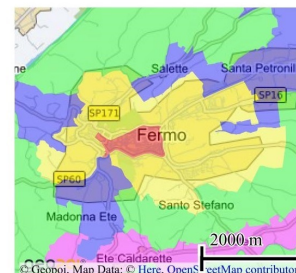 ne
Salette
Santa Petronil
SP16
SP171
Fermo
SP60
Santo Stefano
Madonna Ete
2000 m
Ete Caldarette
© Geopoi, Map Data: © Here, OpenS eetMap contributo